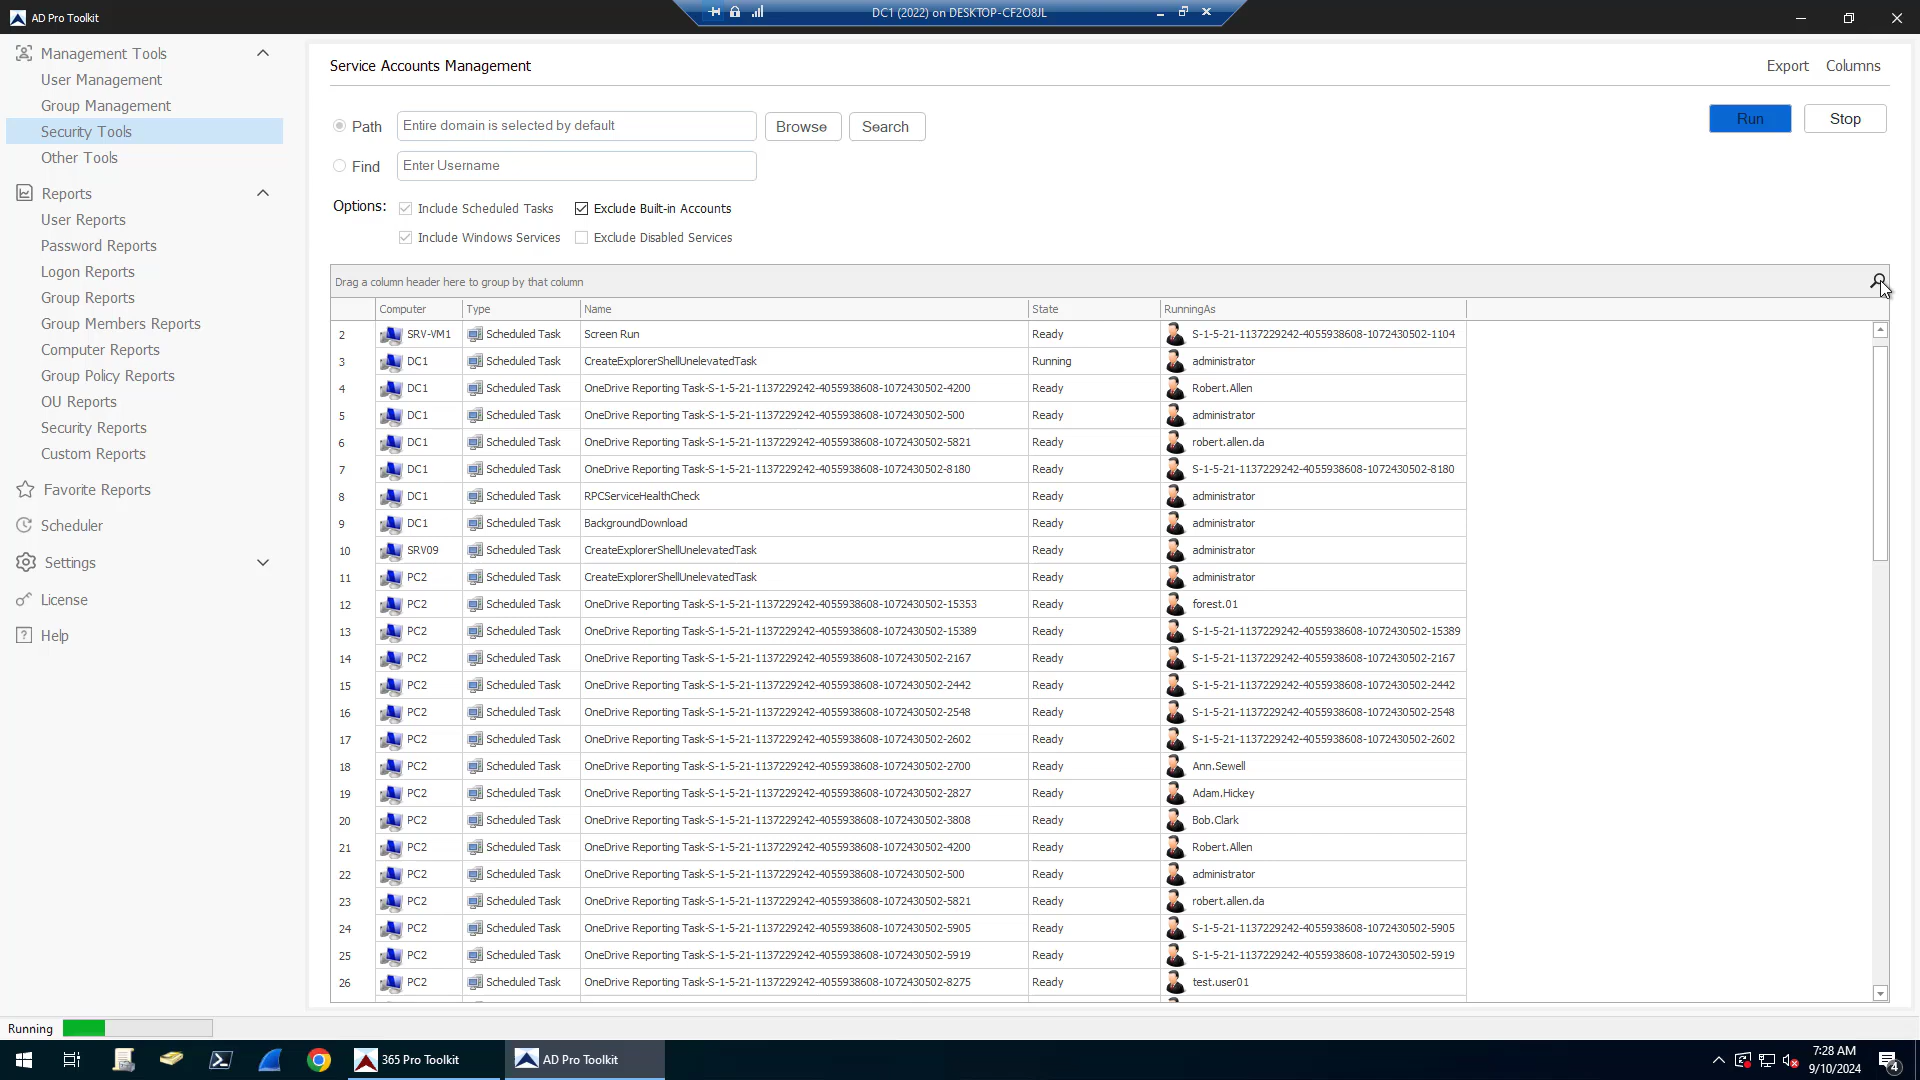 AD Pro Toolkit
DC1 (2022) on DESKTOP-CF2O8JL
Management Tools
User Management
Group Management
Security Tools
Other Tools
Reports
User Reports
Password Reports
Logon Reports
Group Reports
Group Members Reports
Computer Reports
Group Policy Reports
OU Reports
Security Reports
Custom Reports
Favorite Reports
Scheduler
Settings
License
Help
Service Accounts Management
Export Columns
Path Entire domain is selected by default Browse Search
Run Stop
Find Enter Username
Options: Include Scheduled Tasks Exclude Built-in Accounts
Include Windows Services Exclude Disabled Services
Drag a column header here to group by that column
Computer Type Name State RunningAs
2 SRV-VM1 Scheduled Task Screen Run Ready S-1-5-21-1137229242-4055938608-1072430502-1104
3 DC1 Scheduled Task CreateExplorerShellUnelevatedTask Running administrator
4 DC1 Scheduled Task OneDrive Reporting Task-S-1-5-21-1137229242-4055938608-1072430502-4200 Ready Robert.Allen
5 DC1 Scheduled Task OneDrive Reporting Task-S-1-5-21-1137229242-4055938608-1072430502-500 Ready administrator
6 DC1 Scheduled Task OneDrive Reporting Task-S-1-5-21-1137229242-4055938608-1072430502-5821 Ready robert.allen.da
7 DC1 Scheduled Task OneDrive Reporting Task-S-1-5-21-1137229242-4055938608-1072430502-8180 Ready S-1-5-21-1137229242-4055938608-1072430502-8180
8 DC1 Scheduled Task RPCServiceHealthCheck Ready administrator
9 DC1 Scheduled Task BackgroundDownload Ready administrator
10 SRV09 Scheduled Task CreateExplorerShellUnelevatedTask Ready administrator
11 PC2 Scheduled Task CreateExplorerShellUnelevatedTask Ready administrator
12 PC2 Scheduled Task OneDrive Reporting Task-S-1-5-21-1137229242-4055938608-1072430502-15353 Ready forest.01
13 PC2 Scheduled Task OneDrive Reporting Task-S-1-5-21-1137229242-4055938608-1072430502-15389 Ready S-1-5-21-1137229242-4055938608-1072430502-15389
14 PC2 Scheduled Task OneDrive Reporting Task-S-1-5-21-1137229242-4055938608-1072430502-2167 Ready S-1-5-21-1137229242-4055938608-1072430502-2167
15 PC2 Scheduled Task OneDrive Reporting Task-S-1-5-21-1137229242-4055938608-1072430502-2442 Ready S-1-5-21-1137229242-4055938608-1072430502-2442
16 PC2 Scheduled Task OneDrive Reporting Task-S-1-5-21-1137229242-4055938608-1072430502-2548 Ready S-1-5-21-1137229242-4055938608-1072430502-2548
17 PC2 Scheduled Task OneDrive Reporting Task-S-1-5-21-1137229242-4055938608-1072430502-2602 Ready S-1-5-21-1137229242-4055938608-1072430502-2602
18 PC2 Scheduled Task OneDrive Reporting Task-S-1-5-21-1137229242-4055938608-1072430502-2700 Ready Ann.Sewell
19 PC2 Scheduled Task OneDrive Reporting Task-S-1-5-21-1137229242-4055938608-1072430502-2827 Ready Adam.Hickey
20 PC2 Scheduled Task OneDrive Reporting Task-S-1-5-21-1137229242-4055938608-1072430502-3808 Ready Bob.Clark
21 PC2 Scheduled Task OneDrive Reporting Task-S-1-5-21-1137229242-4055938608-1072430502-4200 Ready Robert.Allen
22 PC2 Scheduled Task OneDrive Reporting Task-S-1-5-21-1137229242-4055938608-1072430502-500 Ready administrator
23 PC2 Scheduled Task OneDrive Reporting Task-S-1-5-21-1137229242-4055938608-1072430502-5821 Ready robert.allen.da
24 PC2 Scheduled Task OneDrive Reporting Task-S-1-5-21-1137229242-4055938608-1072430502-5905 Ready S-1-5-21-1137229242-4055938608-1072430502-5905
25 PC2 Scheduled Task OneDrive Reporting Task-S-1-5-21-1137229242-4055938608-1072430502-5919 Ready S-1-5-21-1137229242-4055938608-1072430502-5919
26 PC2 Scheduled Task OneDrive Reporting Task-S-1-5-21-1137229242-4055938608-1072430502-8275 Ready test.user01
Running
365 Pro Toolkit AD Pro Toolkit
7:28 AM
9/10/2024
4